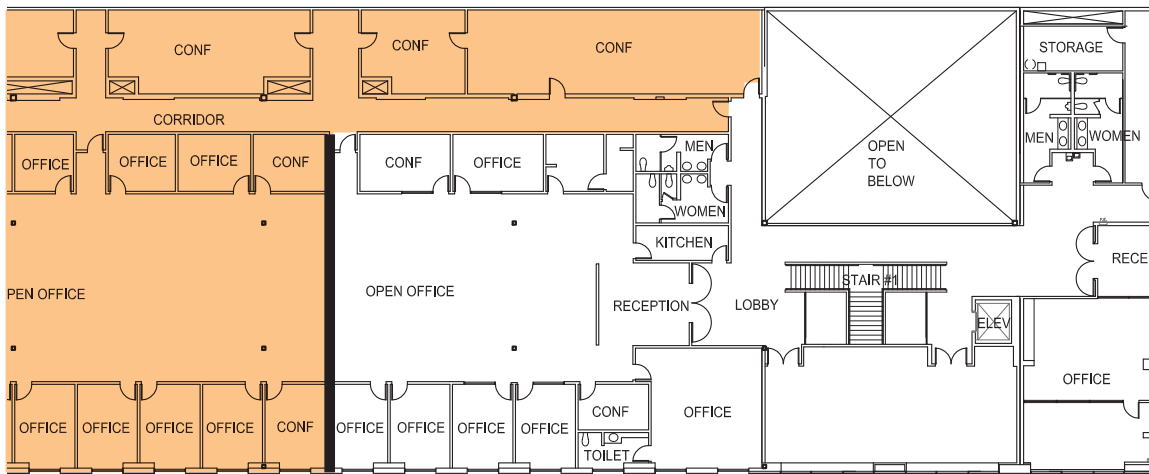 CONF
CONF
CONF
STORAGE
CORRIDOR
MEN
MEN
WOMEN
OPEN
TO
BELOW
OFFICE
OFFICE
OFFICE
CONF
CONF
OFFICE
WOMEN
KITCHEN
RECE
STAIR #1
PEN OFFICE
OPEN OFFICE
RECEPTION
LOBBY
ELEV
OFFICE
CONF
OFFICE
OFFICE
OFFICE
OFFICE
OFFICE
CONF
OFFICE
OFFICE
OFFICE
OFFICE
TOILET